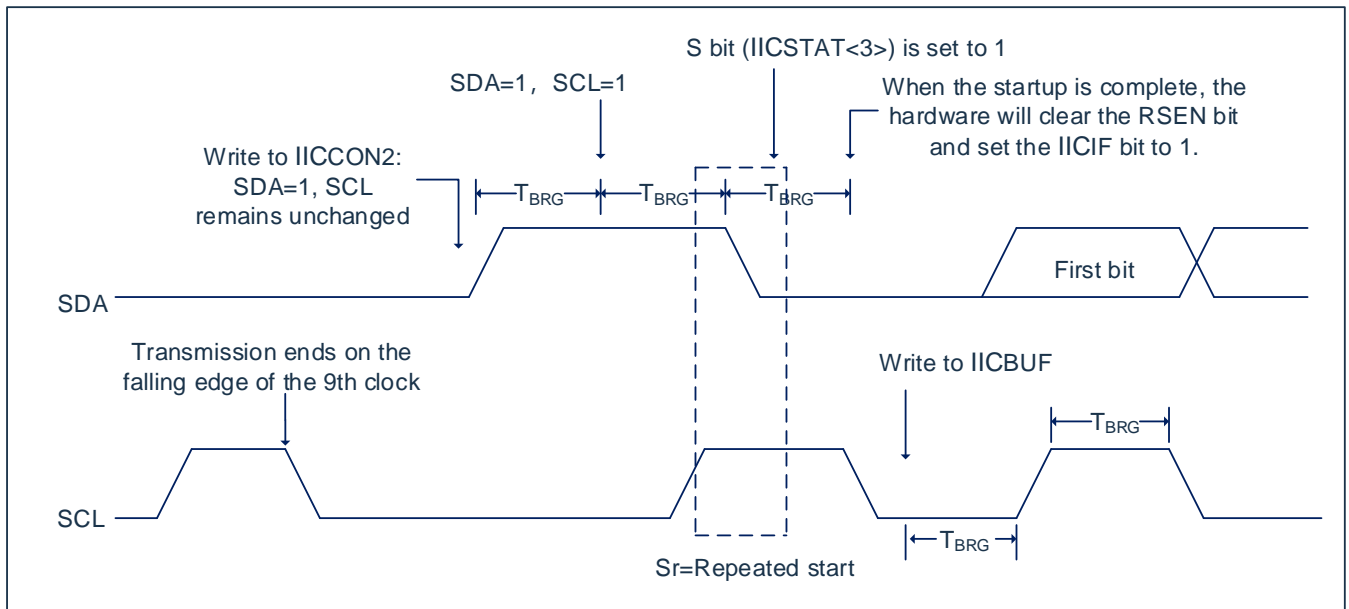 S bit (IICSTAT<3>) is set to 1
SDA=1, SCL=1
When the startup is complete, the
hardware will clear the RSEN bit
and set the IICIF bit to 1.
Write to IICCON2:
SDA=1, SCL
remains unchanged
TBRG
TBRG
TBRG
First bit
SDA
Transmission ends on the
falling edge of the 9th clock
Write to IICBUF
TBRG
SCL
TBRG
Sr=Repeated start